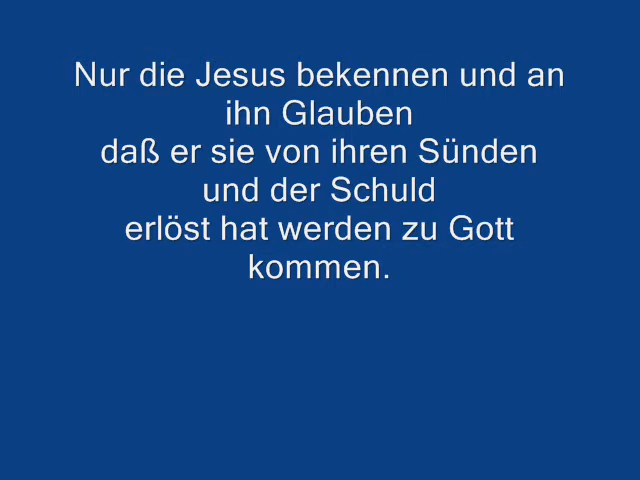 Nur die Jesus bekennen und an
ihn Glauben
daß er sie von ihren Sünden
und der Schuld
erlöst hat werden zu Gott
kommen.